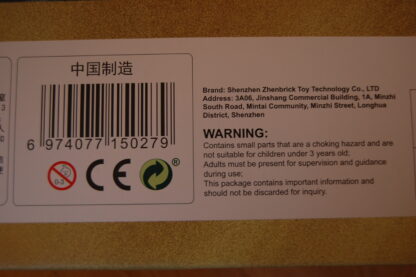 中国制造
6 974077 150279
0-3
CE
Brand: Shenzhen Zhenbrick Toy Technology Co., LTD
Address: 3A06, Jinshang Commercial Building, 1A, Minzhi
South Road, Mintai Community, Minzhi Street, Longhua
District, Shenzhen
WARNING:
Contains small parts that are a choking hazard and are
not suitable for children under 3 years old;
Adults must be present for supervision and guidance
during use;
This package contains important information and
should not be discarded for inquiry.